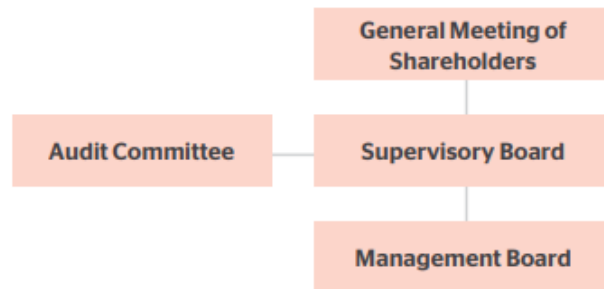 General Meeting of
Shareholders
Audit Committee
Supervisory Board
Management Board